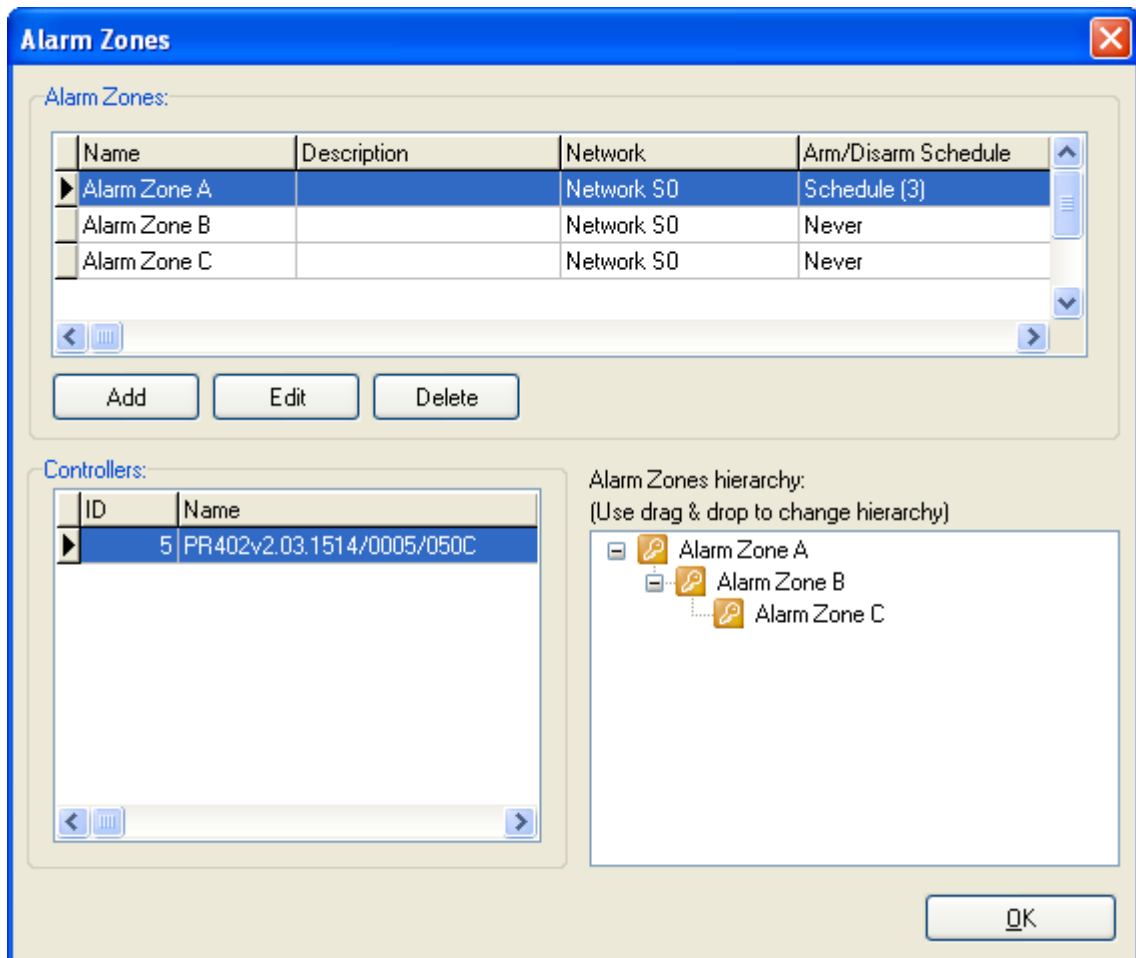 Alarm Zones
Alarm Zones:
Name Description Network Arm/Disarm Schedule
Alarm Zone A Network S0 Schedule (3)
Alarm Zone B Network S0 Never
Alarm Zone C Network S0 Never
Add Edit Delete
Controllers:
ID Name
5 PR402v2.03.1514/0005/050C
Alarm Zones hierarchy:
(Use drag & drop to change hierarchy)
Alarm Zone A
Alarm Zone B
Alarm Zone C
OK